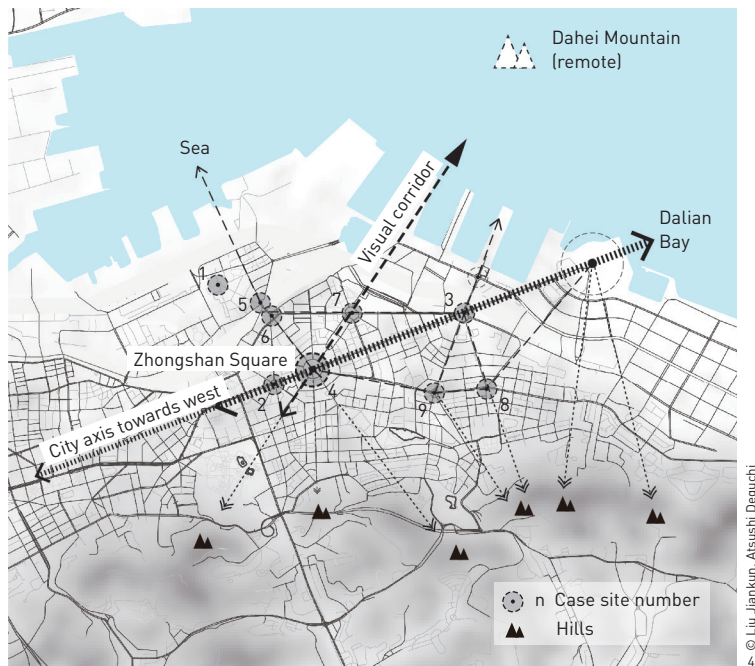 Dahei Mountain
(remote)
Sea
Visual corridor
Dalian
Bay
1
5
7
3
6
Zhongshan Square
2
4
9
8
City axis towards west
n Case site number
Hills
© Liu Jiankun, Atsushi Deguchi